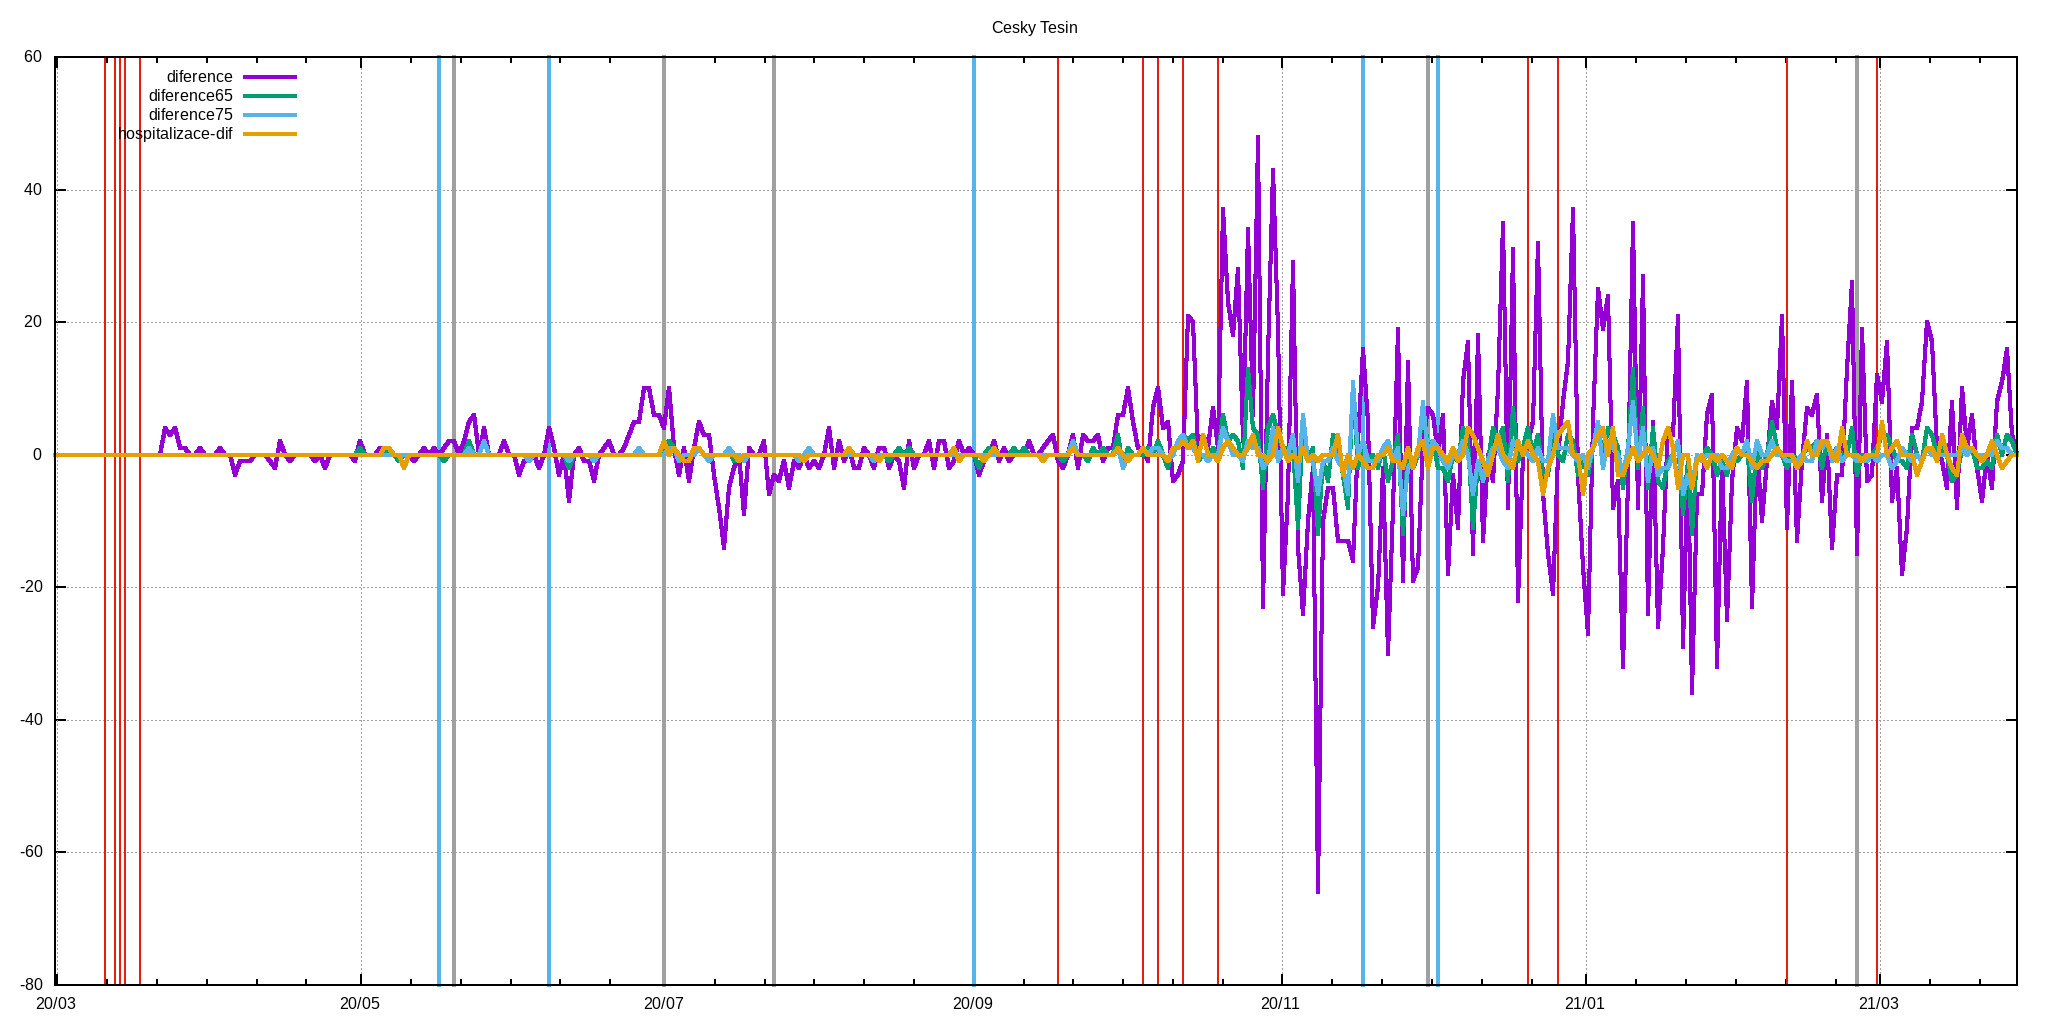 Cesky Tesin
60
diference
diference65
diference75
hospitalizace-dif
40
20
0
-20
-40
-60
-80
20/03 20/05 20/07 20/09 20/11 21/01 21/03